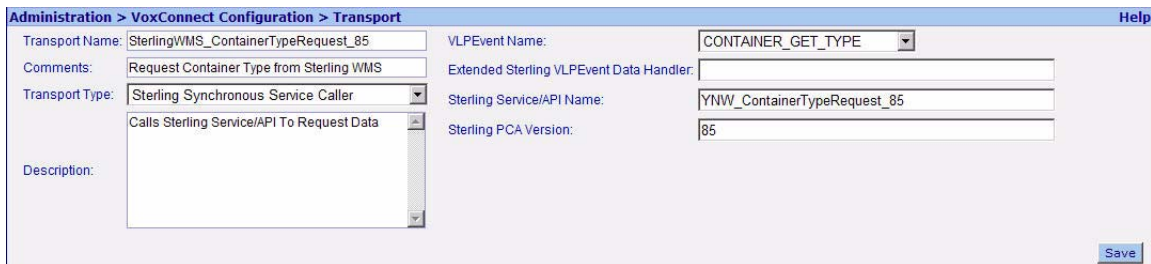 Administration > VoxConnect Configuration > Transport
Help
Transport Name: SterlingWMS_ContainerTypeRequest_85
Comments: Request Container Type from Sterling WMS
Transport Type: Sterling Synchronous Service Caller
Description: Calls Sterling Service/API To Request Data
VLPEvent Name: CONTAINER_GET_TYPE
Extended Sterling VLPEvent Data Handler:
Sterling Service/API Name: YNW_ContainerTypeRequest_85
Sterling PCA Version: 85
Save